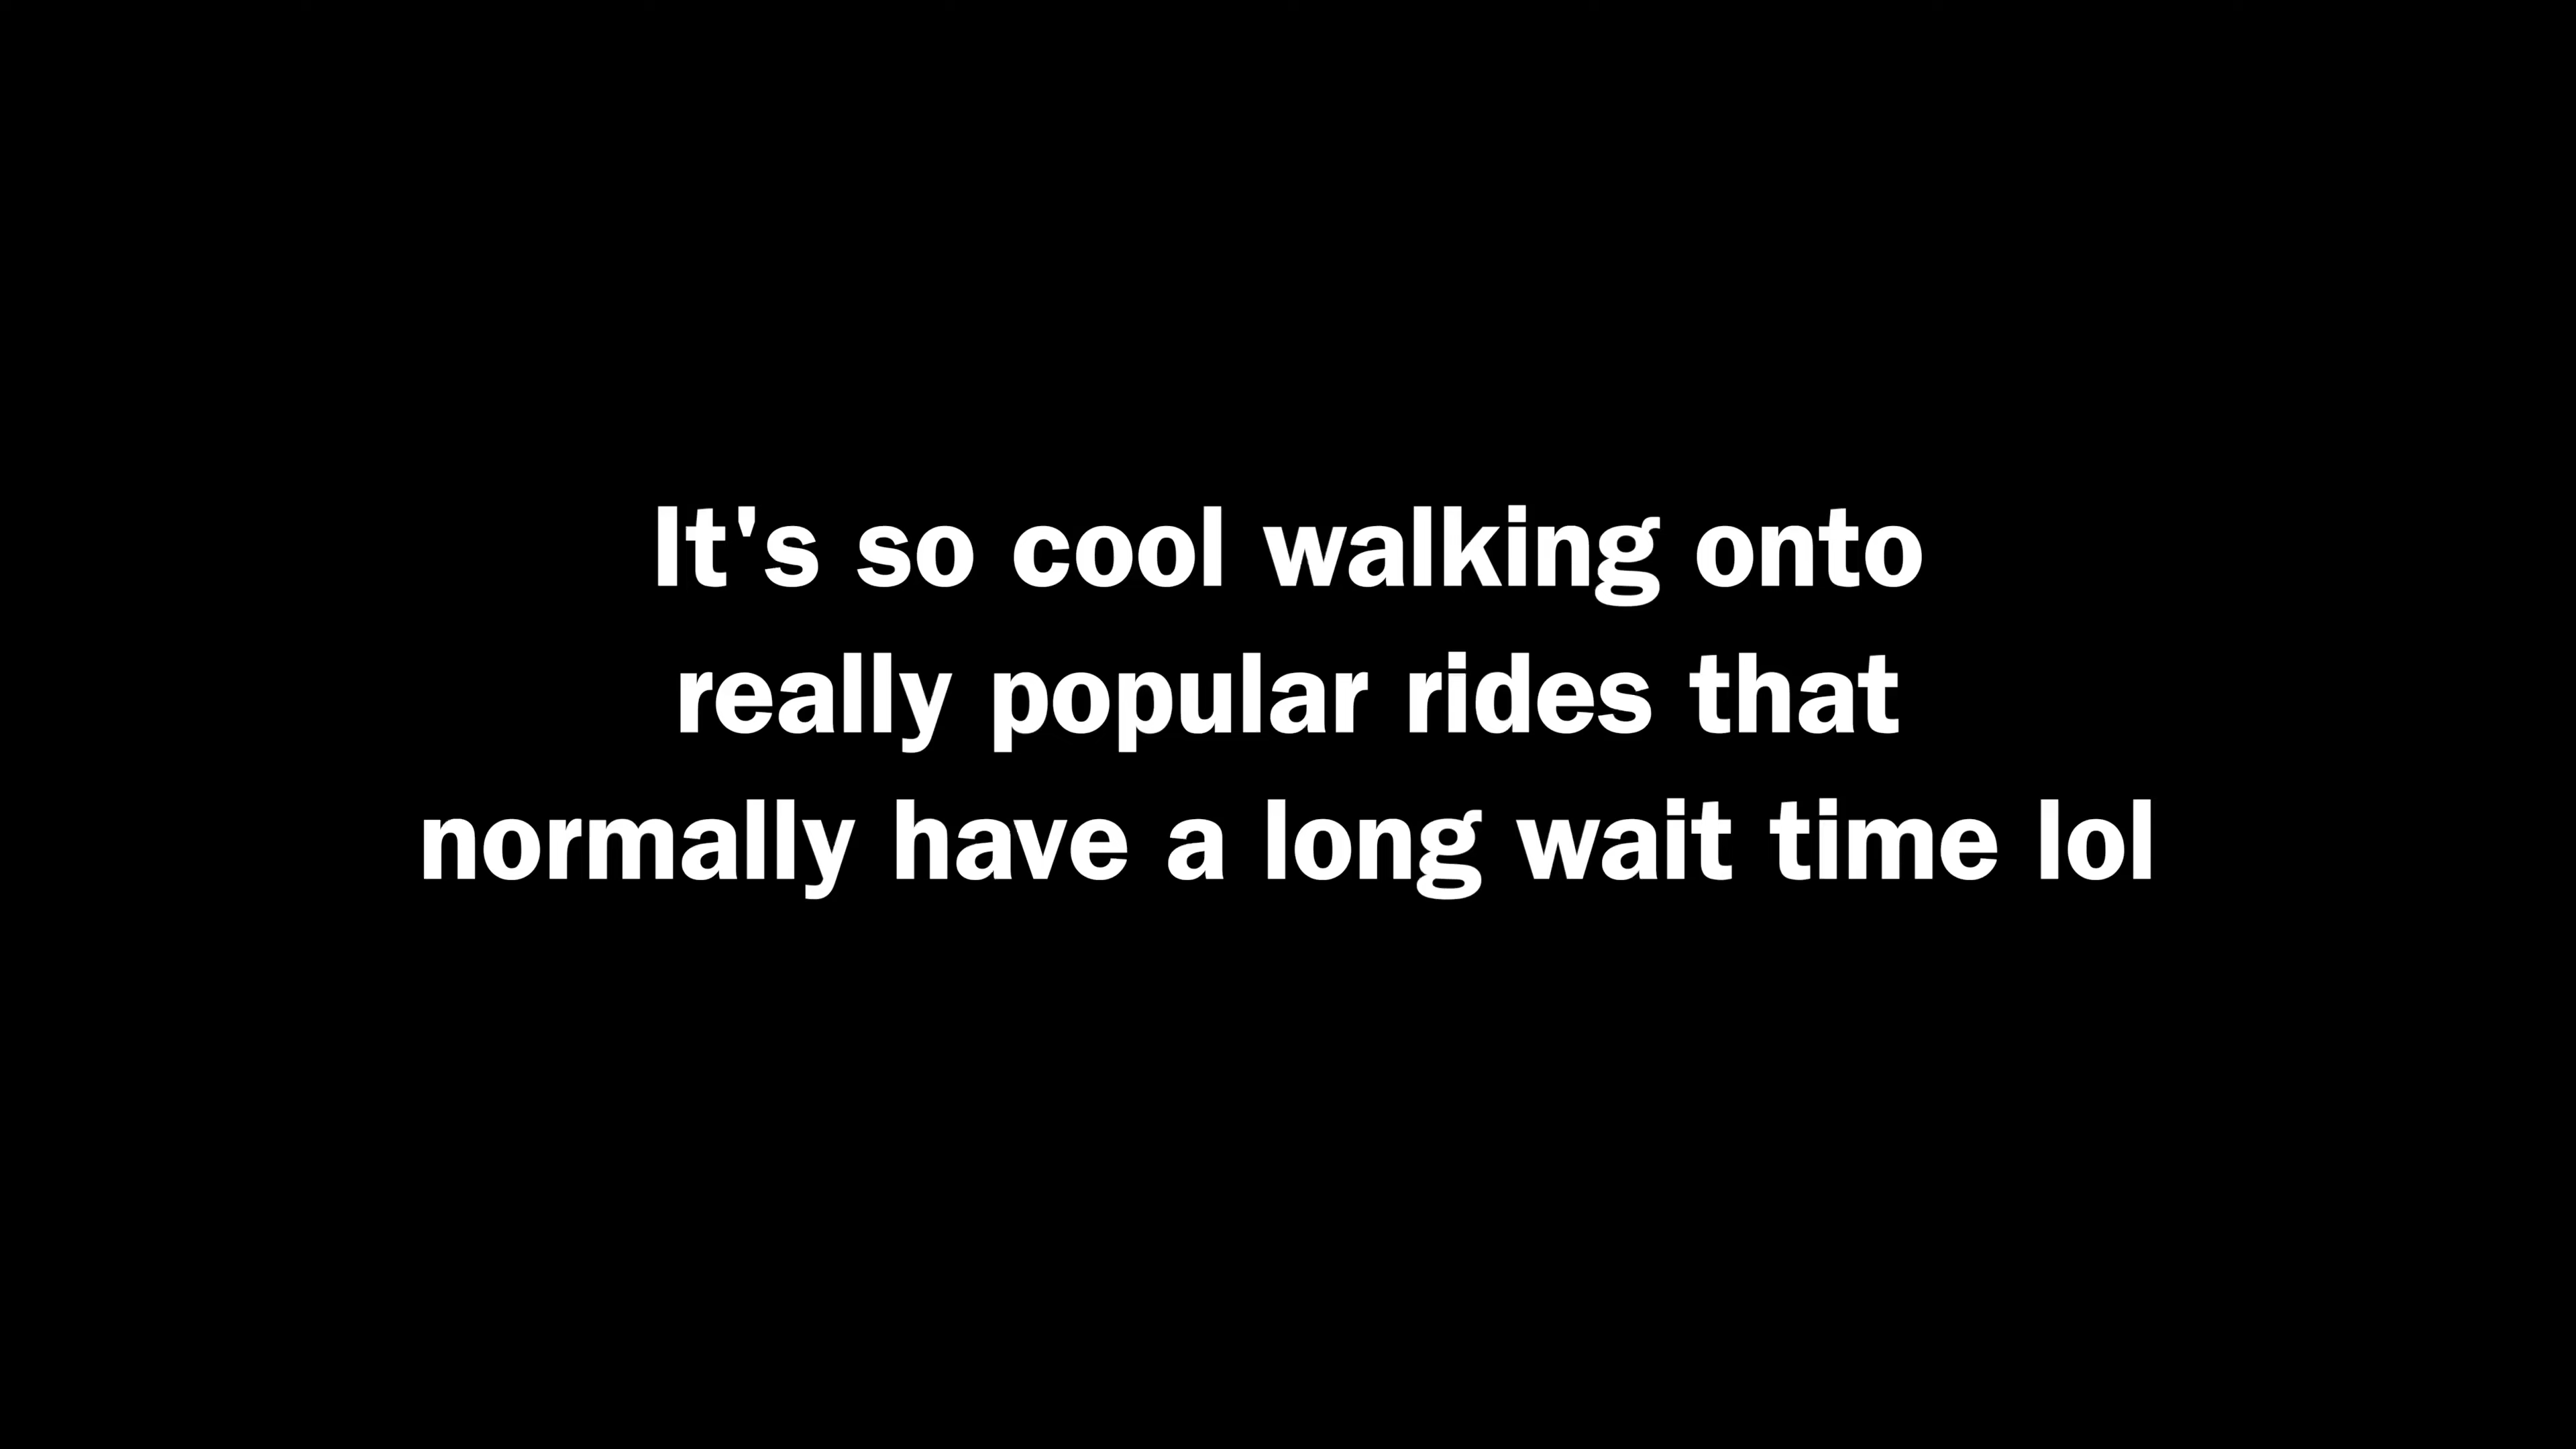 It's so cool walking onto
really popular rides that
normally have a long wait time lol